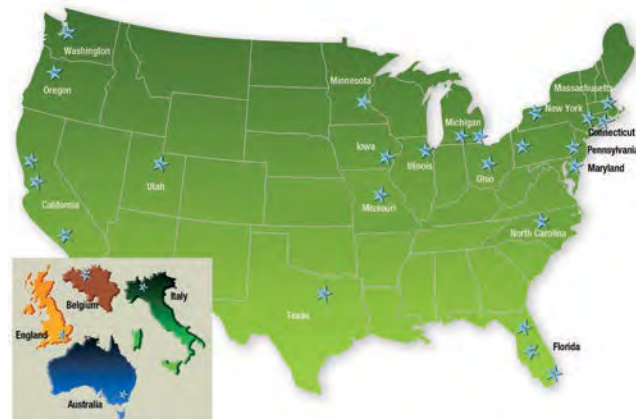 Washington
Oregon
Minnesota
Massachusetts
New York
Michigan
Connecticut
Iowa
Illinois
Pennsylvania
Ohio
Utah
Maryland
Missouri
California
North Carolina
Belgium
Italy
Texas
England
Florida
Australia